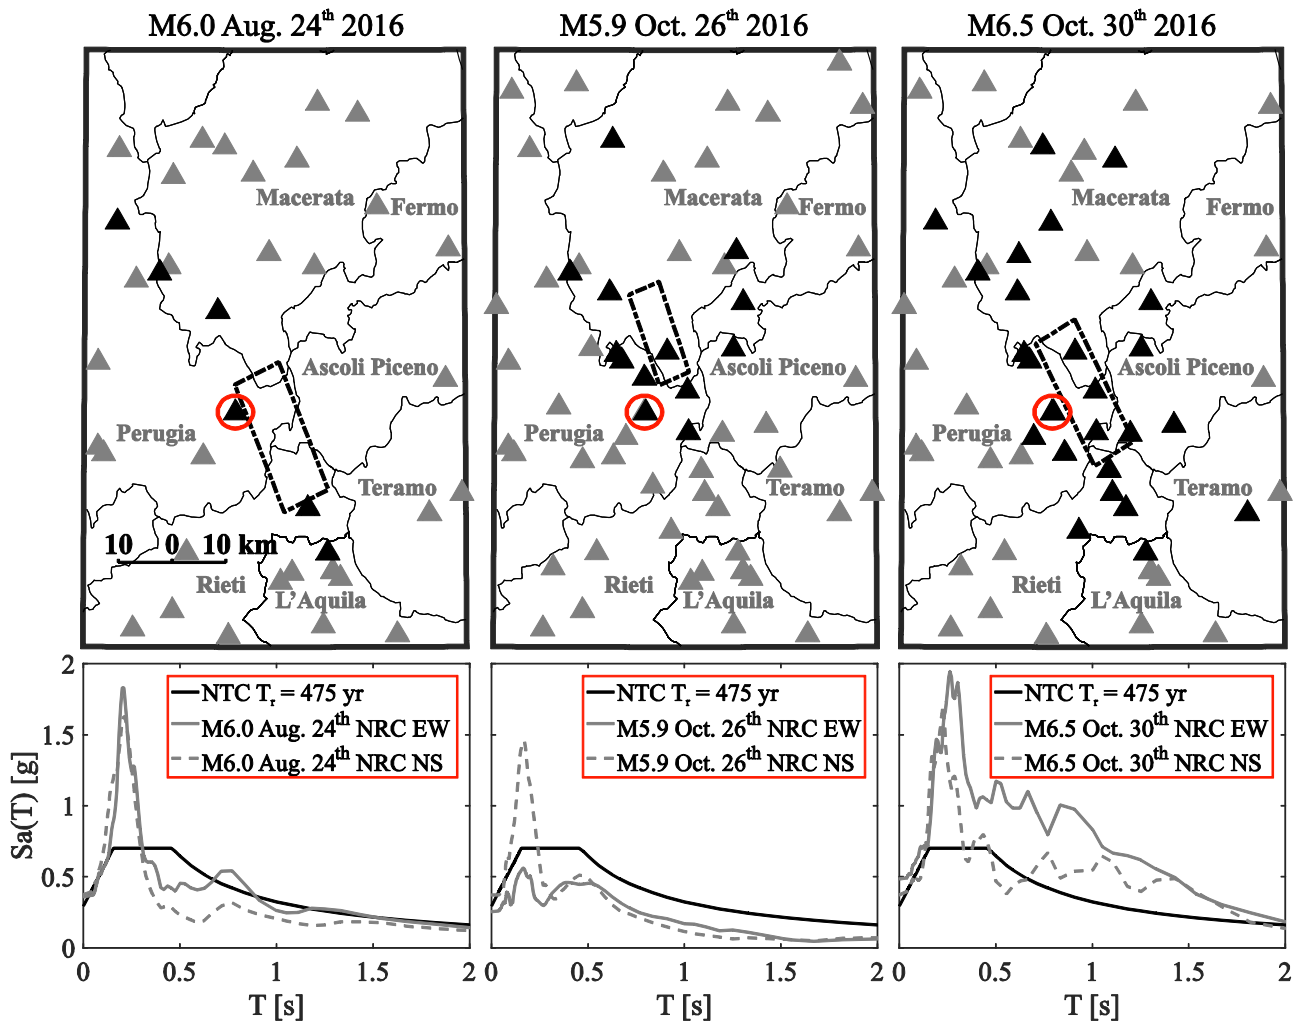 M6.0 Aug. 24th 2016
M5.9 Oct. 26th 2016
M6.5 Oct. 30th 2016
Macerata
Fermo
Ascoli Piceno
Perugia
Teramo
10 0 10 km
Rieti
L'Aquila
Macerata
Fermo
Ascoli Piceno
Perugia
Teramo
Rieti
L'Aquila
Macerata
Fermo
Ascoli Piceno
Perugia
Teramo
Rieti
L'Aquila
Sa(T) [g]
2
1.5
1
0.5
0
NTC Tr = 475 yr
M6.0 Aug. 24th NRC EW
M6.0 Aug. 24th NRC NS
0 0.5 1 1.5 2
T [s]
NTC Tr = 475 yr
M5.9 Oct. 26th NRC EW
M5.9 Oct. 26th NRC NS
0 0.5 1 1.5 2
T [s]
NTC Tr = 475 yr
M6.5 Oct. 30th NRC EW
M6.5 Oct. 30th NRC NS
0 0.5 1 1.5 2
T [s]